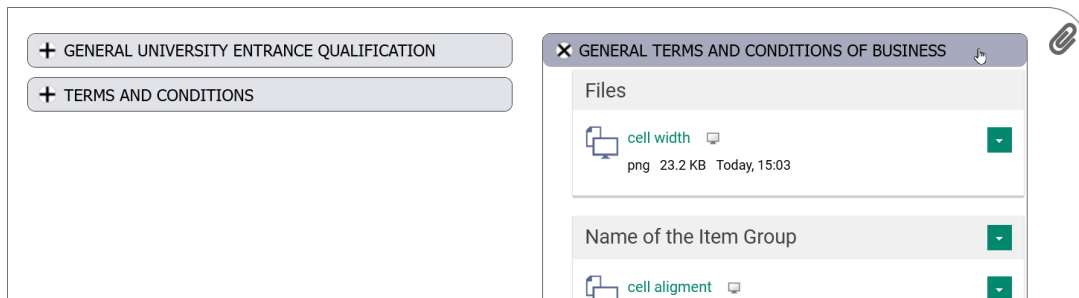 GENERAL UNIVERSITY ENTRANCE QUALIFICATION
TERMS AND CONDITIONS
GENERAL TERMS AND CONDITIONS OF BUSINESS
Files
cell width
png 23.2 KB Today, 15:03
Name of the Item Group
cell aligment